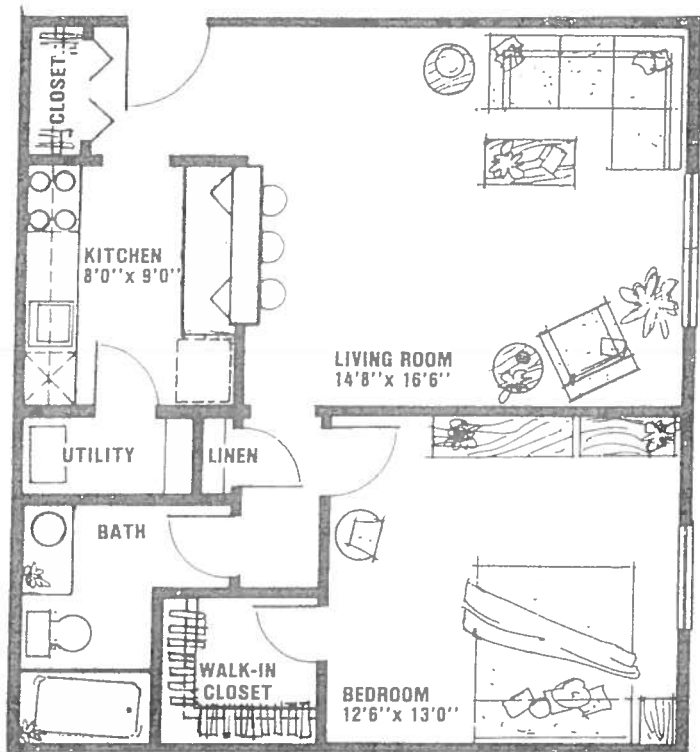 CLOSET
KITCHEN
8'0"x 9'0"
LIVING ROOM
14'8"x 16'6"
UTILITY
LINEN
BATH
WALK-IN
CLOSET
BEDROOM
12'6"x 13'0"